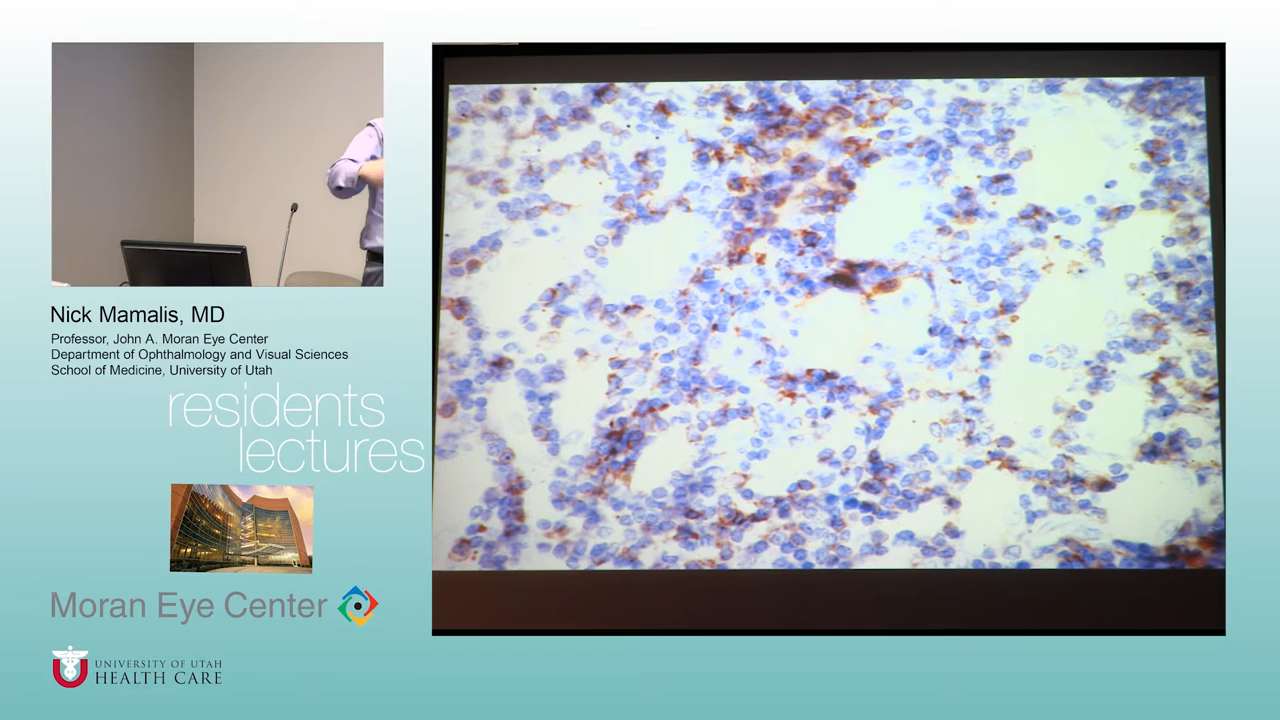 Nick Mamalis, MD
Professor, John A. Moran Eye Center
Department of Ophthalmology and Visual Sciences
School of Medicine, University of Utah
residents
lectures
Moran Eye Center
UNIVERSITY OF UTAH
HEALTH CARE